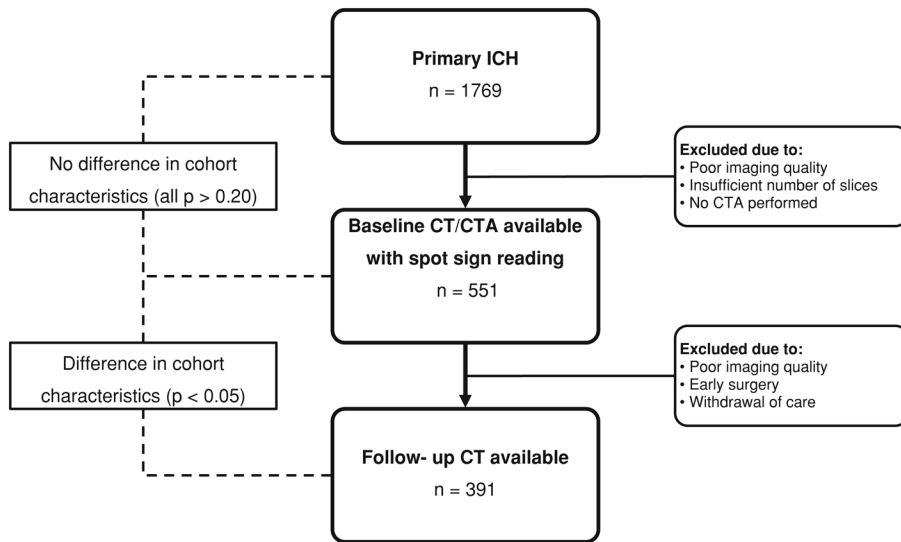 Primary ICH
n = 1769
No difference in cohort
characteristics (all p > 0.20)
Excluded due to:
• Poor imaging quality
• Insufficient number of slices
• No CTA performed
Baseline CT/CTA available
with spot sign reading
n = 551
Difference in cohort
characteristics (p < 0.05)
Excluded due to:
• Poor imaging quality
• Early surgery
• Withdrawal of care
Follow- up CT available
n = 391